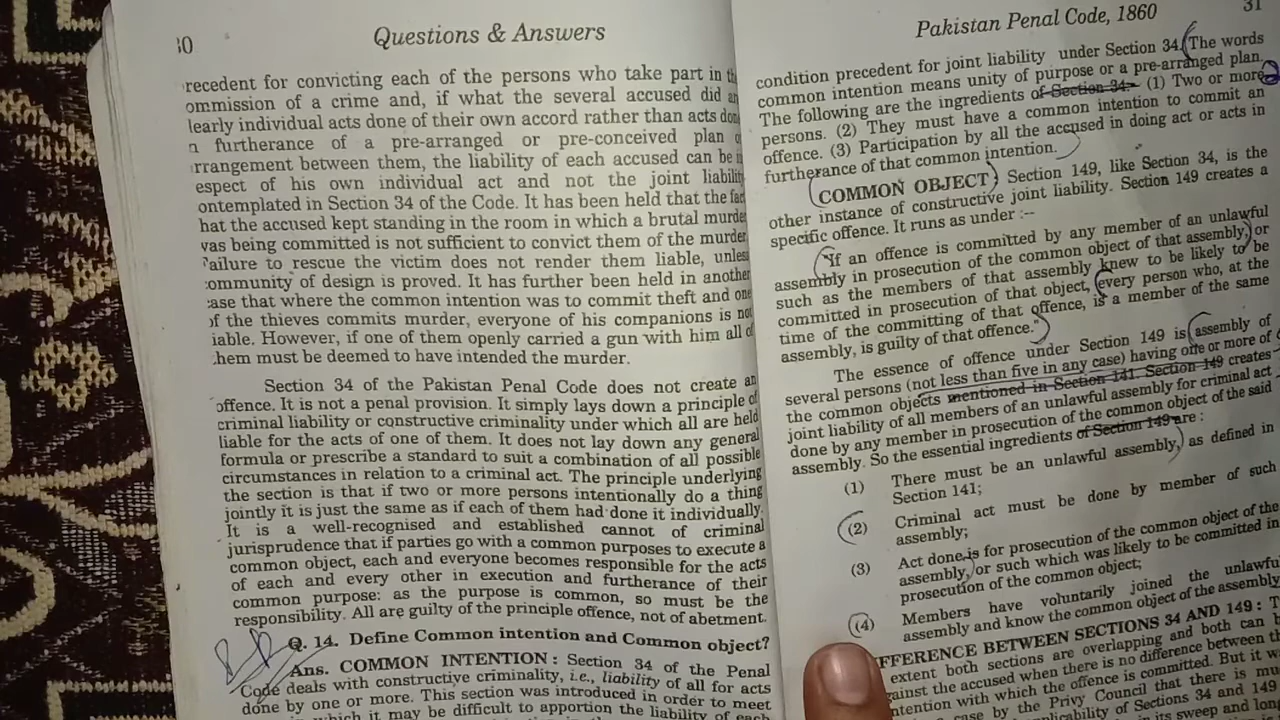 30
Questions & Answers
recedent for convicting each of the persons who take part in
ommission of a crime and, if what the several accused did
learly individual acts done of their own accord rather than acts
furtherance of a pre-arranged or pre-conceived plan
rrangement between them, the liability of each accused can be
espect of his own individual act and not the joint liability
ontemplated in Section 34 of the Code. It has been held that the
hat the accused kept standing in the room in which a brutal murde
was being committed is not sufficient to convict them of the murder
ailure to rescue the victim does not render them liable, unles
ommunity of design is proved. It has further been held in another
ase that where the common intention was to commit theft and one
of the thieves commits murder, everyone of his companions is not
iable. However, if one of them openly carried a gun with him all of
hem must be deemed to have intended the murder.
Section 34 of the Pakistan Penal Code does not create an
offence. It is not a penal provision. It simply lays down a principle of
criminal liability or constructive criminality under which all are held
liable for the acts of one of them. It does not lay down any general
formula or prescribe a standard to suit a combination of all possible
circumstances in relation to a criminal act. The principle underlying
the section is that if two or more persons intentionally do a thing
jointly it is just the same as if each of them had done it individually.
It is a well-recognised and established cannot of criminal
jurisprudence that if parties go with a common purposes to execute a
common object, each and everyone becomes responsible for the acts
of each and every other in execution and furtherance of their
common purpose: as the purpose is common, so must be the
responsibility. All are guilty of the principle offence, not of abetment.
Q. 14. Define Common intention and Common object?
Ans. COMMON INTENTION : Section 34 of the Penal
Code deals with constructive criminality, i.e., liability of all for acts
done by one or more. This section was introduced in order to meet
which it may be difficult to apportion the liability of each
Pakistan Penal Code, 1860
31
condition precedent for joint liability under Section 34. The words
common intention means unity of purpose or a pre-arranged plan.
The following are the ingredients of Section 34:- (1) Two or more
persons. (2) They must have a common intention to commit an
offence. (3) Participation by all the accused in doing act or acts in
furtherance of that common intention.
COMMON OBJECT) Section 149, like Section 34, is the
other instance of constructive joint liability. Section 149 creates a
specific offence. It runs as under :--
"If an offence is committed by any member of an unlawful
assembly in prosecution of the common object of that assembly, or
such as the members of that assembly knew to be likely to be
committed in prosecution of that object, every person who, at the
time of the committing of that offence, is a member of the same
assembly, is guilty of that offence."
The essence of offence under Section 149 is assembly of
several persons (not less than five in any case) having one or more of
the common objects mentioned in Section 141. Section 149 creates
joint liability of all members of an unlawful assembly for criminal act
done by any member in prosecution of the common object of the said
assembly. So the essential ingredients of Section 149 are :
(1) There must be an unlawful assembly, as defined in
Section 141;
(2) Criminal act must be done by member of such
assembly;
(3) Act done is for prosecution of the common object of the
assembly, or such which was likely to be committed in
prosecution of the common object;
(4) Members have voluntarily joined the unlawfu
assembly and know the common object of the assembly
FFERENCE BETWEEN SECTIONS 34 AND 149 :
extent both sections are overlapping and both can
ainst the accused when there is no difference between
ntention with which the offence is committed. But it
case by the Privy Council that there is
plicability of Sections 34 and 149
its sweep and